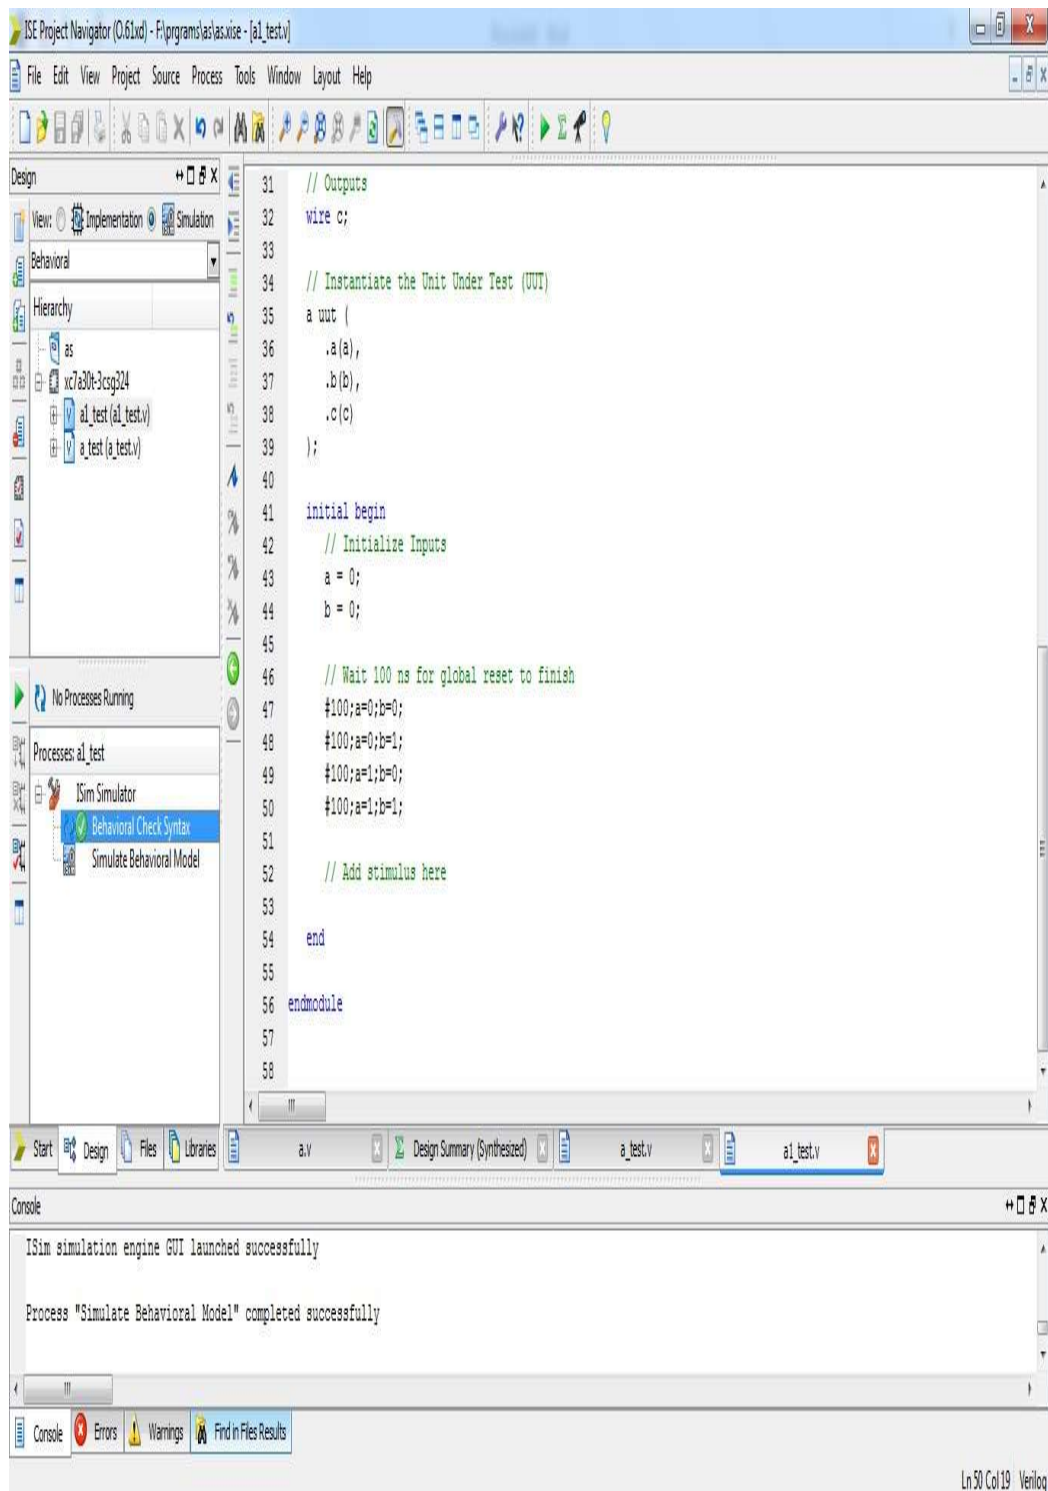 ISE Project Navigator (O.61xd) - F:\prgrams\as\as.xise - [a1_test.v]
File Edit View Project Source Process Tools Window Layout Help
Design
View: Implementation Simulation
Behavioral
Hierarchy
as
xc7a30t-3csg324
a1_test (a1_test.v)
a_test (a_test.v)
No Processes Running
Processes: a1_test
ISim Simulator
Behavioral Check Syntax
Simulate Behavioral Model
31 // Outputs
32 wire c;
33
34 // Instantiate the Unit Under Test (UUT)
35 a uut (
36 .a(a),
37 .b(b),
38 .c(c)
39 );
40
41 initial begin
42 // Initialize Inputs
43 a = 0;
44 b = 0;
45
46 // Wait 100 ns for global reset to finish
47 #100;a=0;b=0;
48 #100;a=0;b=1;
49 #100;a=1;b=0;
50 #100;a=1;b=1;
51
52 // Add stimulus here
53
54 end
55
56 endmodule
57
58
Start Design Files Libraries
a.v Design Summary (Synthesized) a_test.v a1_test.v
Console
ISim simulation engine GUI launched successfully
Process "Simulate Behavioral Model" completed successfully
Console Errors Warnings Find in Files Results
Ln 50 Col 19 Verilog